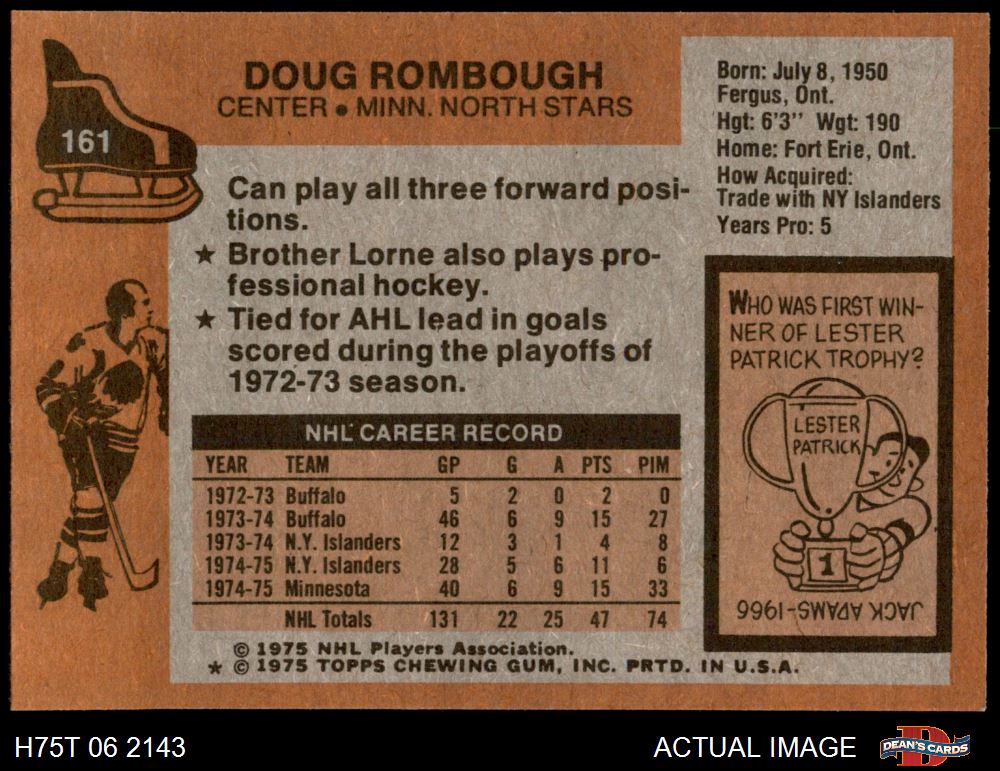 DOUG ROMBOUGH
CENTER • MINN. NORTH STARS
161
Born: July 8, 1950
Fergus, Ont.
Hgt: 6'3'' Wgt: 190
Home: Fort Erie, Ont.
How Acquired:
Trade with NY Islanders
Years Pro: 5
Can play all three forward posi-
tions.
★ Brother Lorne also plays pro-
fessional hockey.
★ Tied for AHL lead in goals
scored during the playoffs of
1972-73 season.
NHL CAREER RECORD
YEAR TEAM GP G A PTS PIM
1972-73 Buffalo 5 2 0 2 0
1973-74 Buffalo 46 6 9 15 27
1973-74 N.Y. Islanders 12 3 1 4 8
1974-75 N.Y. Islanders 28 5 6 11 6
1974-75 Minnesota 40 6 9 15 33
NHL Totals 131 22 25 47 74
© 1975 NHL Players Association.
★ © 1975 TOPPS CHEWING GUM, INC. PRTD. IN U.S.A.
WHO WAS FIRST WIN-
NER OF LESTER
PATRICK TROPHY?
LESTER
PATRICK
1
JACK ADAMS-1966
H75T 06 2143
ACTUAL IMAGE
D
DEAN'S CARDS